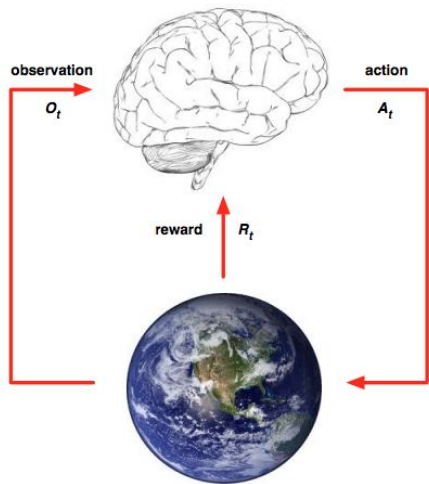 observation
action
O_t
A_t
reward
R_t